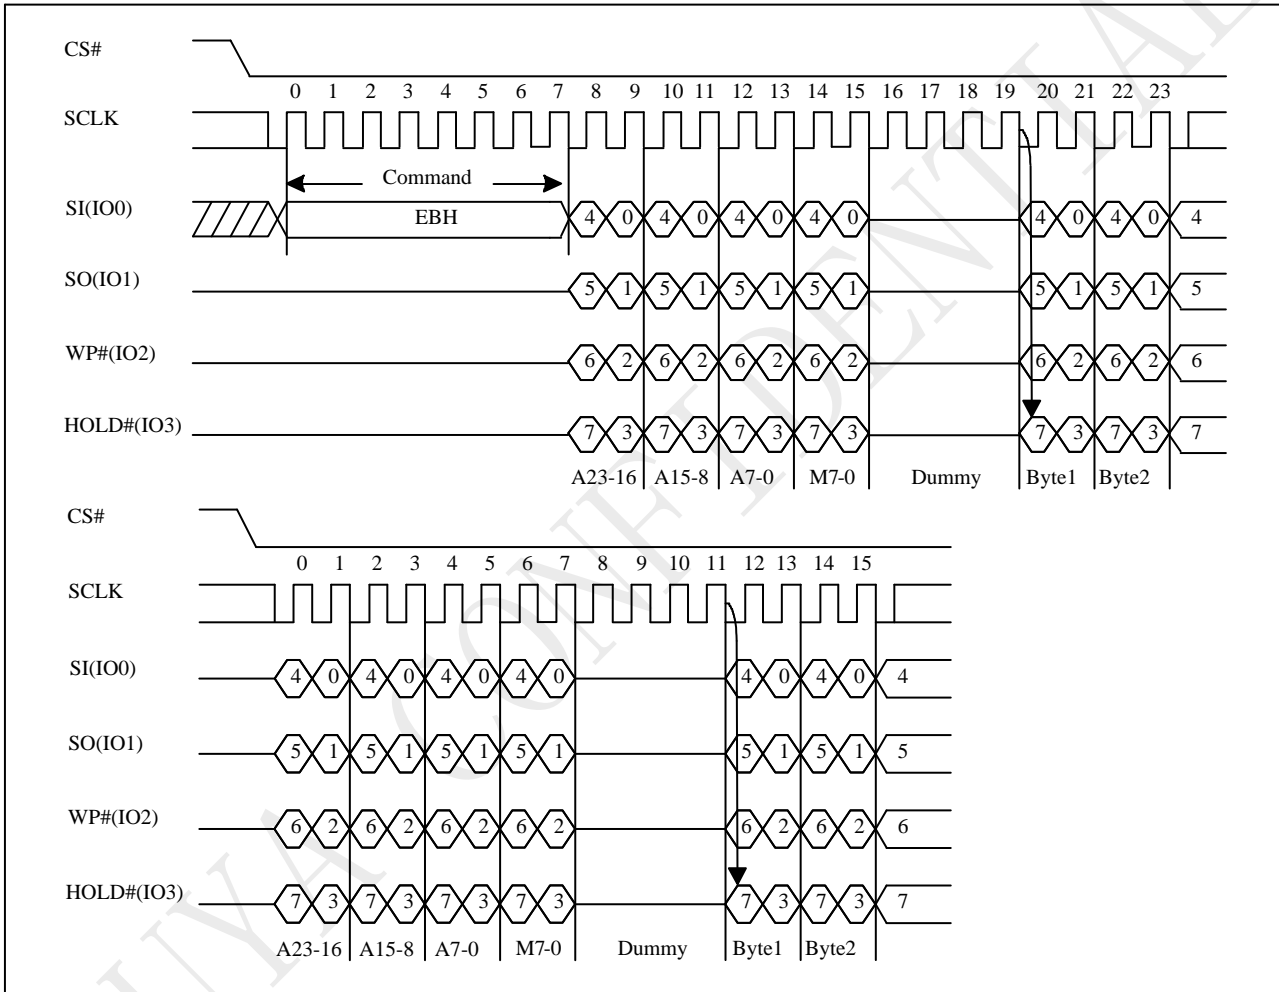 CS#
0 1 2 3 4 5 6 7 8 9 10 11 12 13 14 15 16 17 18 19 20 21 22 23
SCLK
Command
SI(IO0) EBH 4 0 4 0 4 0 4 0 4 0 4 0 4
SO(IO1) 5 1 5 1 5 1 5 1 5 1 5 1 5
WP#(IO2) 6 2 6 2 6 2 6 2 6 2 6 2 6
HOLD#(IO3) 7 3 7 3 7 3 7 3 7 3 7 3 7
A23-16 A15-8 A7-0 M7-0 Dummy Byte1 Byte2
CS#
0 1 2 3 4 5 6 7 8 9 10 11 12 13 14 15
SCLK
SI(IO0) 4 0 4 0 4 0 4 0 4 0 4 0 4
SO(IO1) 5 1 5 1 5 1 5 1 5 1 5 1 5
WP#(IO2) 6 2 6 2 6 2 6 2 6 2 6 2 6
HOLD#(IO3) 7 3 7 3 7 3 7 3 7 3 7 3 7
A23-16 A15-8 A7-0 M7-0 Dummy Byte1 Byte2
CONFIDENTIAL